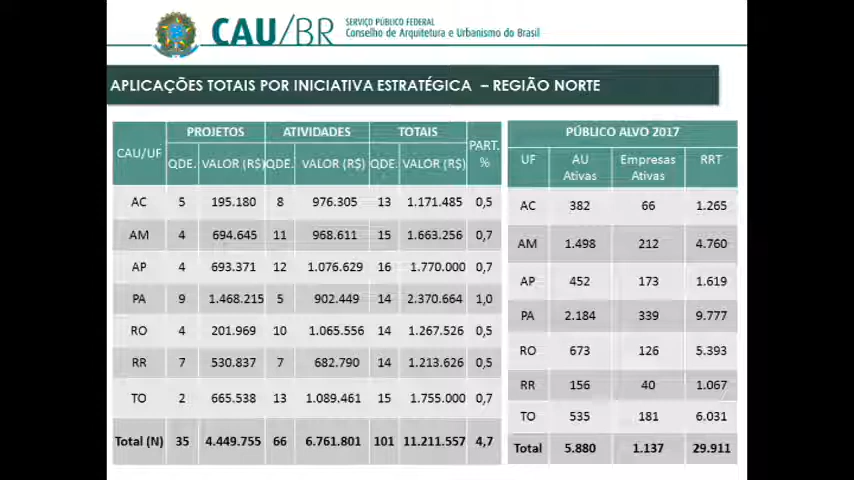 CAU/BR
SERVIÇO PÚBLICO FEDERAL
Conselho de Arquitetura e Urbanismo do Brasil
APLICAÇÕES TOTAIS POR INICIATIVA ESTRATÉGICA – REGIÃO NORTE
CAU/UF PROJETOS ATIVIDADES TOTAIS PART. %
QDE. VALOR (R$) QDE. VALOR (R$) QDE. VALOR (R$)
AC 5 195.180 8 976.305 13 1.171.485 0,5
AM 4 694.645 11 968.611 15 1.663.256 0,7
AP 4 693.371 12 1.076.629 16 1.770.000 0,7
PA 9 1.468.215 5 902.449 14 2.370.664 1,0
RO 4 201.969 10 1.065.556 14 1.267.526 0,5
RR 7 530.837 7 682.790 14 1.213.626 0,5
TO 2 665.538 13 1.089.461 15 1.755.000 0,7
Total (N) 35 4.449.755 66 6.761.801 101 11.211.557 4,7
PÚBLICO ALVO 2017
UF AU Ativas Empresas Ativas RRT
AC 382 66 1.265
AM 1.498 212 4.760
AP 452 173 1.619
PA 2.184 339 9.777
RO 673 126 5.393
RR 156 40 1.067
TO 535 181 6.031
Total 5.880 1.137 29.911